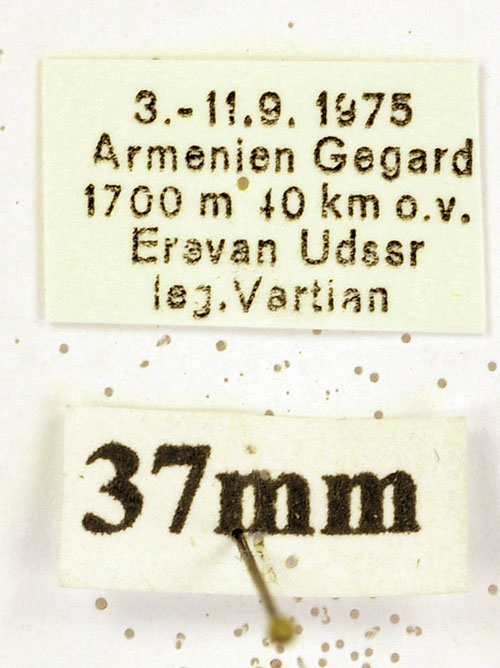 3.-11.9. 1975
Armenien Gegard
1700 m 40 km o.v.
Erevan Udssr
leg. Vartian
37mm